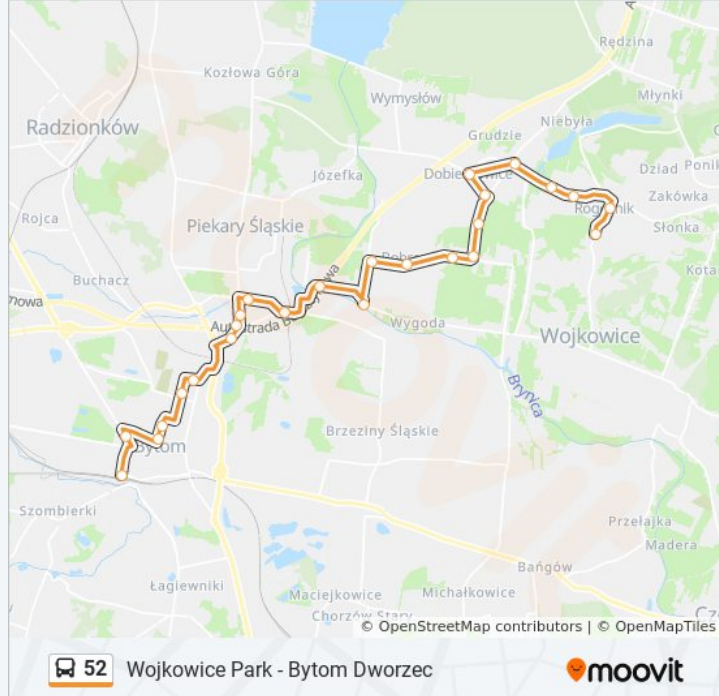 Rędzina
Kozłowa Góra
Wymysłów
Młynki
Radzionków
Niebyła
Grudzie
Józefka
Dziad
Poni
Zakówka
Rojca
Piekary Śląskie
Słonka
Buchacz
Kota
Wygoda
Wojkowice
Brynica
Brzeziny Śląskie
Bytom
Szombierki
Przełajka
Madera
Bańgów
Łagiewniki
Maciejkowice
Michałkowice
Chorzów Stary
© OpenStreetMap contributors | © OpenMapTiles
52 Wojkowice Park - Bytom Dworzec
moovit